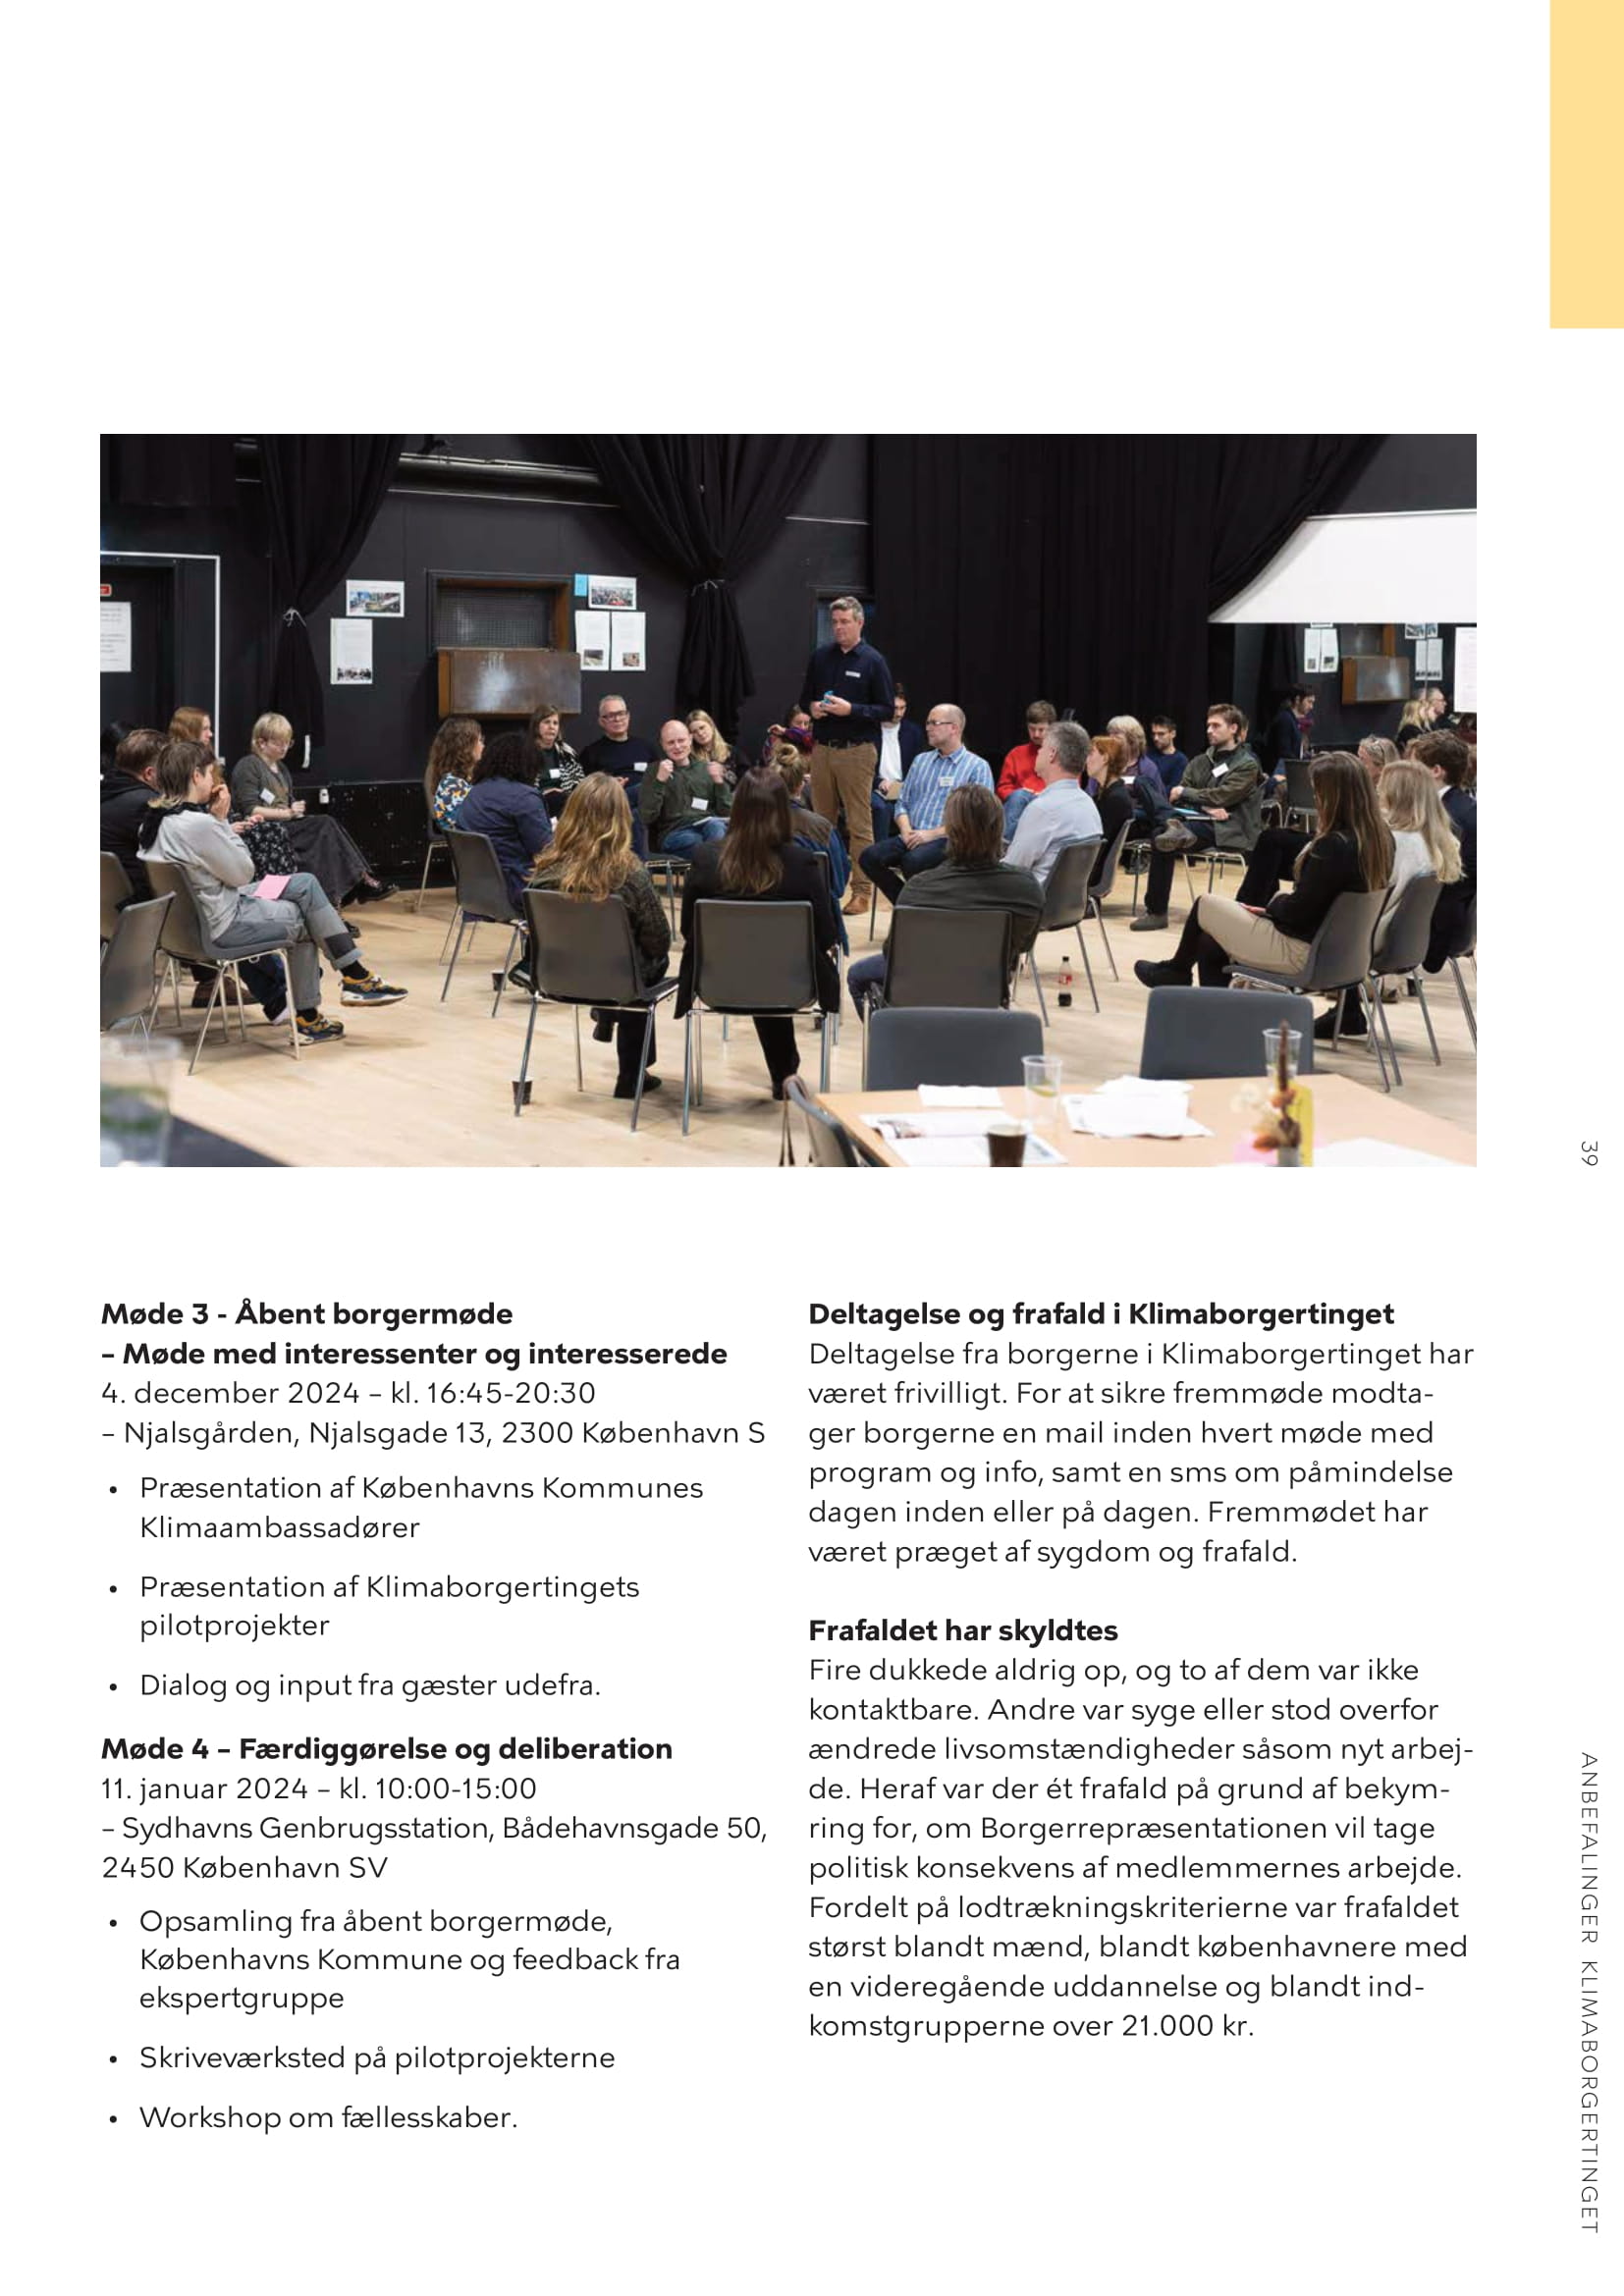 Møde 3 - Åbent borgermøde
– Møde med interessenter og interesserede
4. december 2024 – kl. 16:45-20:30
– Njalsgården, Njalsgade 13, 2300 København S
• Præsentation af Københavns Kommunes
Klimaambassadører
• Præsentation af Klimaborgertingets
pilotprojekter
• Dialog og input fra gæster udefra.
Møde 4 – Færdiggørelse og deliberation
11. januar 2024 – kl. 10:00-15:00
– Sydhavns Genbrugsstation, Bådehavnsgade 50,
2450 København SV
• Opsamling fra åbent borgermøde,
Københavns Kommune og feedback fra
ekspertgruppe
• Skriveværksted på pilotprojekterne
• Workshop om fællesskaber.
Deltagelse og frafald i Klimaborgertinget
Deltagelse fra borgerne i Klimaborgertinget har
været frivilligt. For at sikre fremmøde modta-
ger borgerne en mail inden hvert møde med
program og info, samt en sms om påmindelse
dagen inden eller på dagen. Fremmødet har
været præget af sygdom og frafald.
Frafaldet har skyldtes
Fire dukkede aldrig op, og to af dem var ikke
kontaktbare. Andre var syge eller stod overfor
ændrede livsomstændigheder såsom nyt arbej-
de. Heraf var der ét frafald på grund af bekym-
ring for, om Borgerrepræsentationen vil tage
politisk konsekvens af medlemmernes arbejde.
Fordelt på lodtrækningskriterierne var frafaldet
størst blandt mænd, blandt københavnere med
en videregående uddannelse og blandt ind-
komstgrupperne over 21.000 kr.
39
ANBEFALINGER KLIMABORGERTINGET